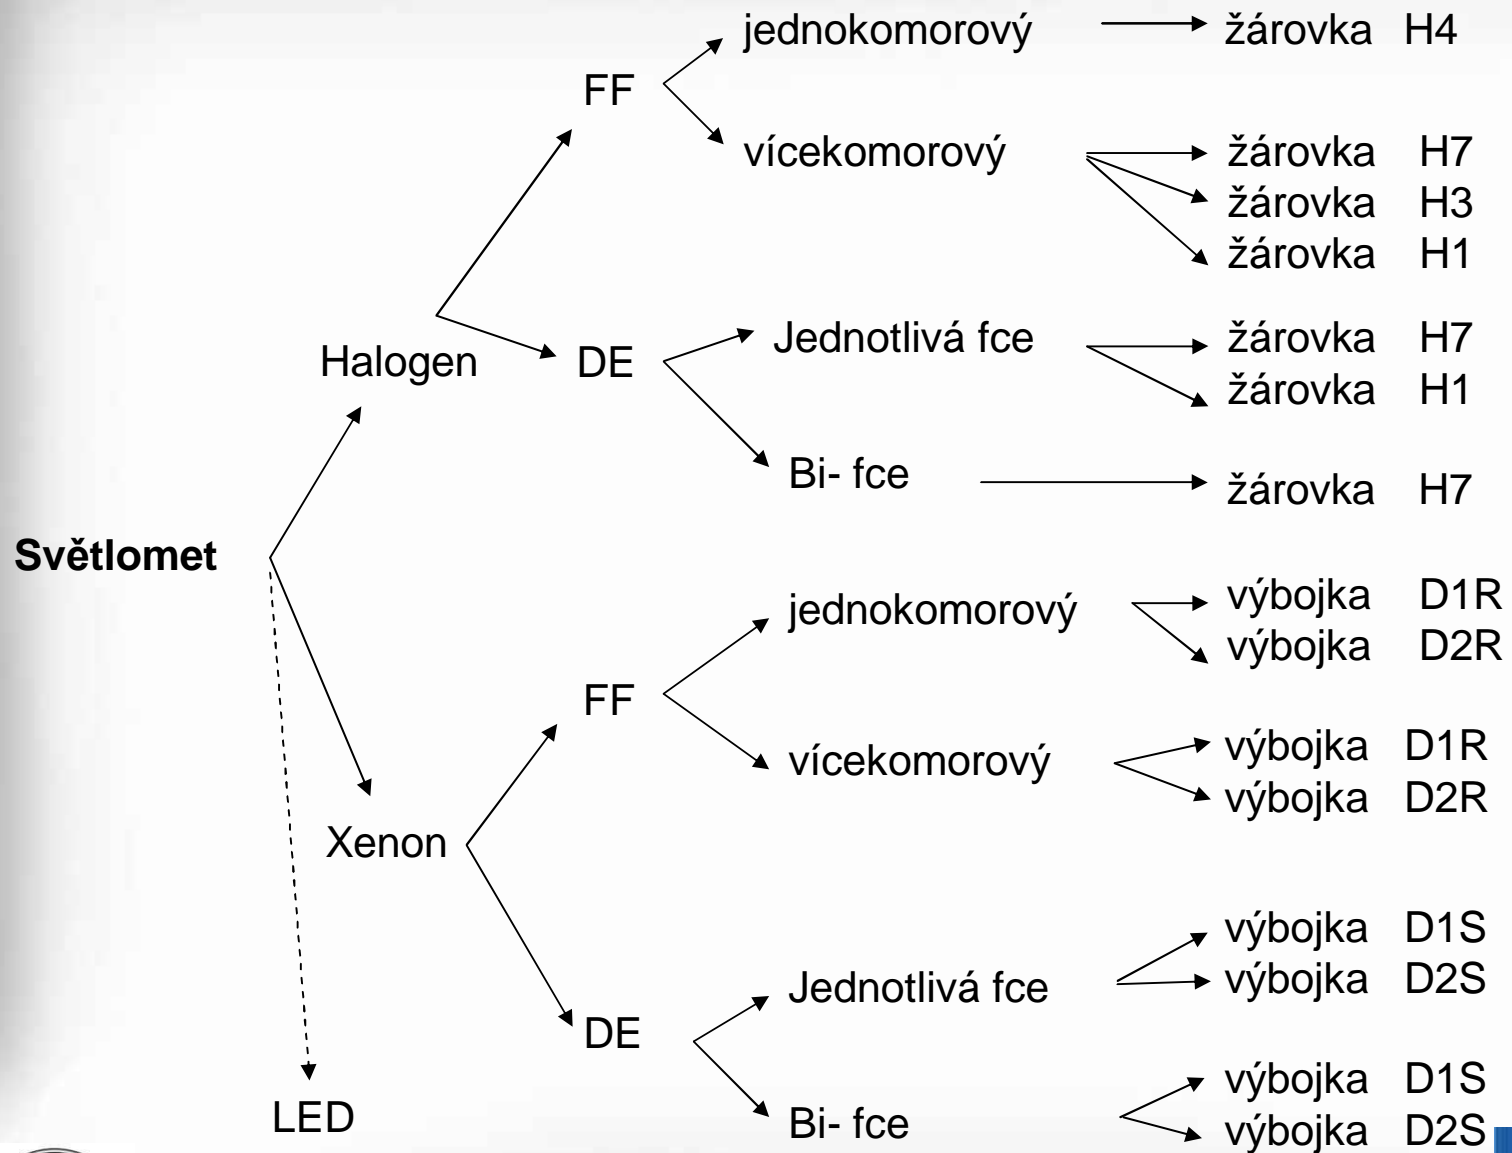 jednokomorový žárovka H4
FF
vícekomorový žárovka H7
žárovka H3
žárovka H1
Jednotlivá fce žárovka H7
Halogen DE
žárovka H1
Bi- fce žárovka H7
Světlomet
jednokomorový výbojka D1R
výbojka D2R
FF
vícekomorový výbojka D1R
výbojka D2R
Xenon
Jednotlivá fce výbojka D1S
výbojka D2S
DE
LED Bi- fce výbojka D1S
výbojka D2S